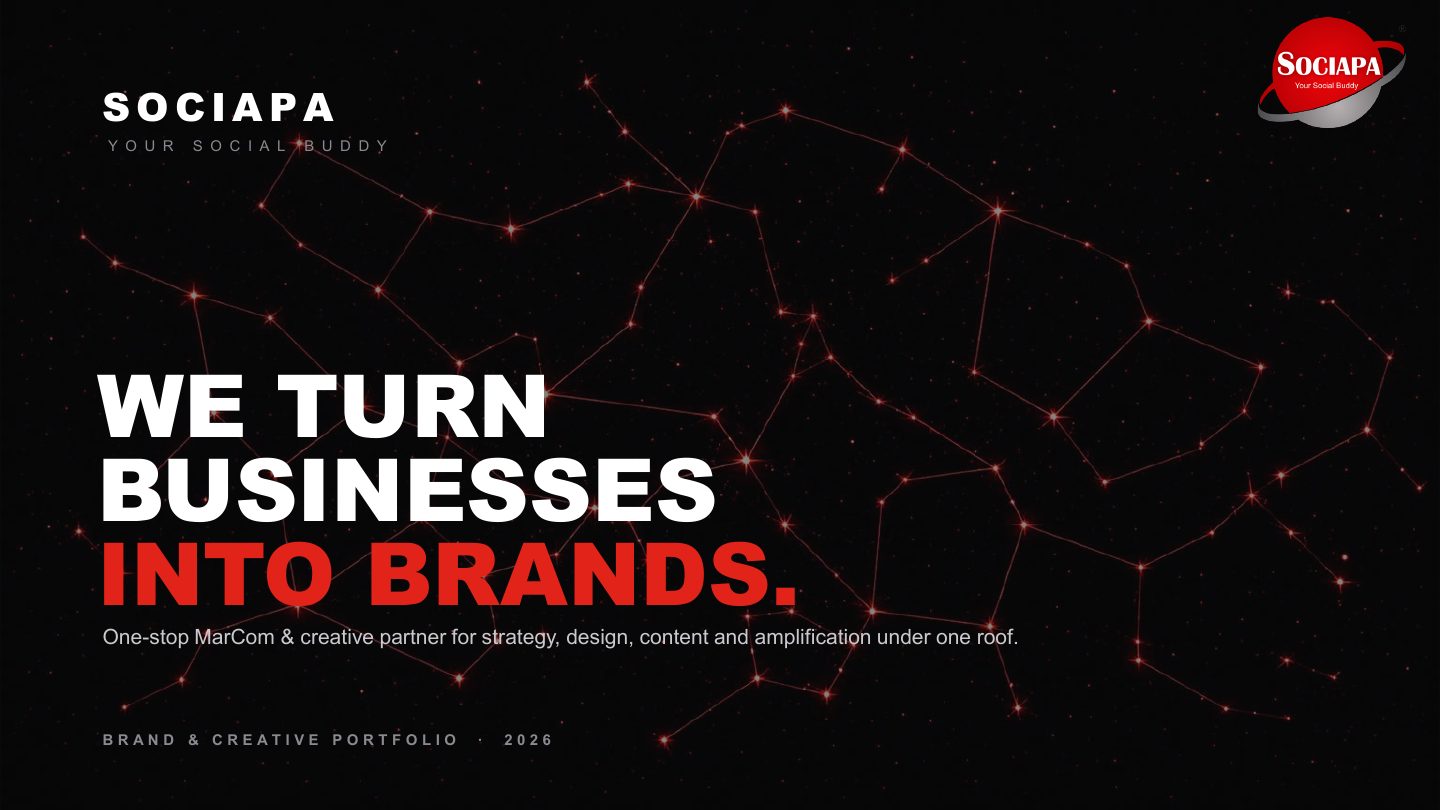 SOCIAPA
YOUR SOCIAL BUDDY
SOCIAPA
Your Social Buddy
®
WE TURN
BUSINESSES
INTO BRANDS.
One-stop MarCom & creative partner for strategy, design, content and amplification under one roof.
BRAND & CREATIVE PORTFOLIO · 2026